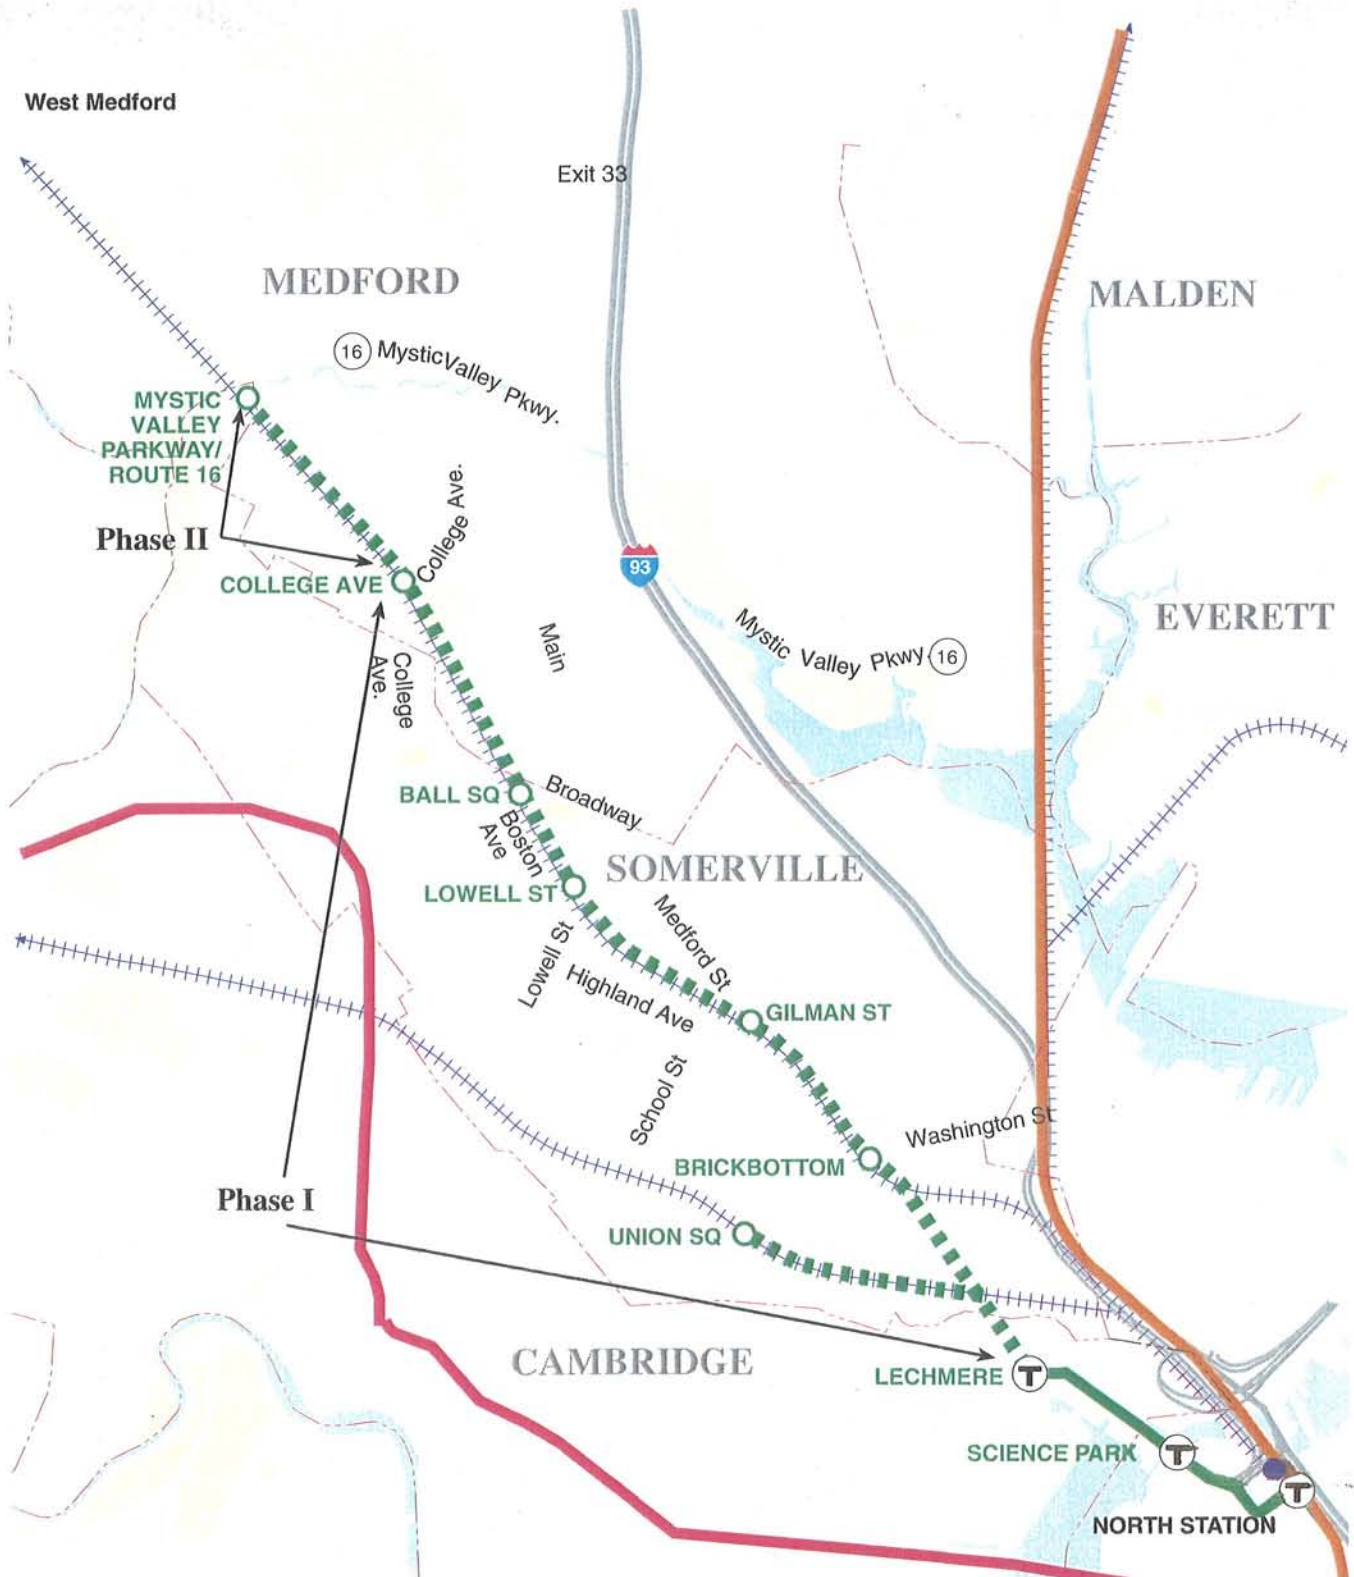 West Medford
Exit 33
MEDFORD
MALDEN
16 MysticValley Pkwy.
MYSTIC
VALLEY
PARKWAY/
ROUTE 16
College Ave.
Phase II
COLLEGE AVE
93
EVERETT
Mystic Valley Pkwy. 16
Main
College
Ave.
BALL SQ
Broadway
Boston
Ave
SOMERVILLE
LOWELL ST
Medford St
Lowell St
Highland Ave
GILMAN ST
School St
Washington St
BRICKBOTTOM
Phase I
UNION SQ
CAMBRIDGE
LECHMERE
T
SCIENCE PARK
T
T
NORTH STATION